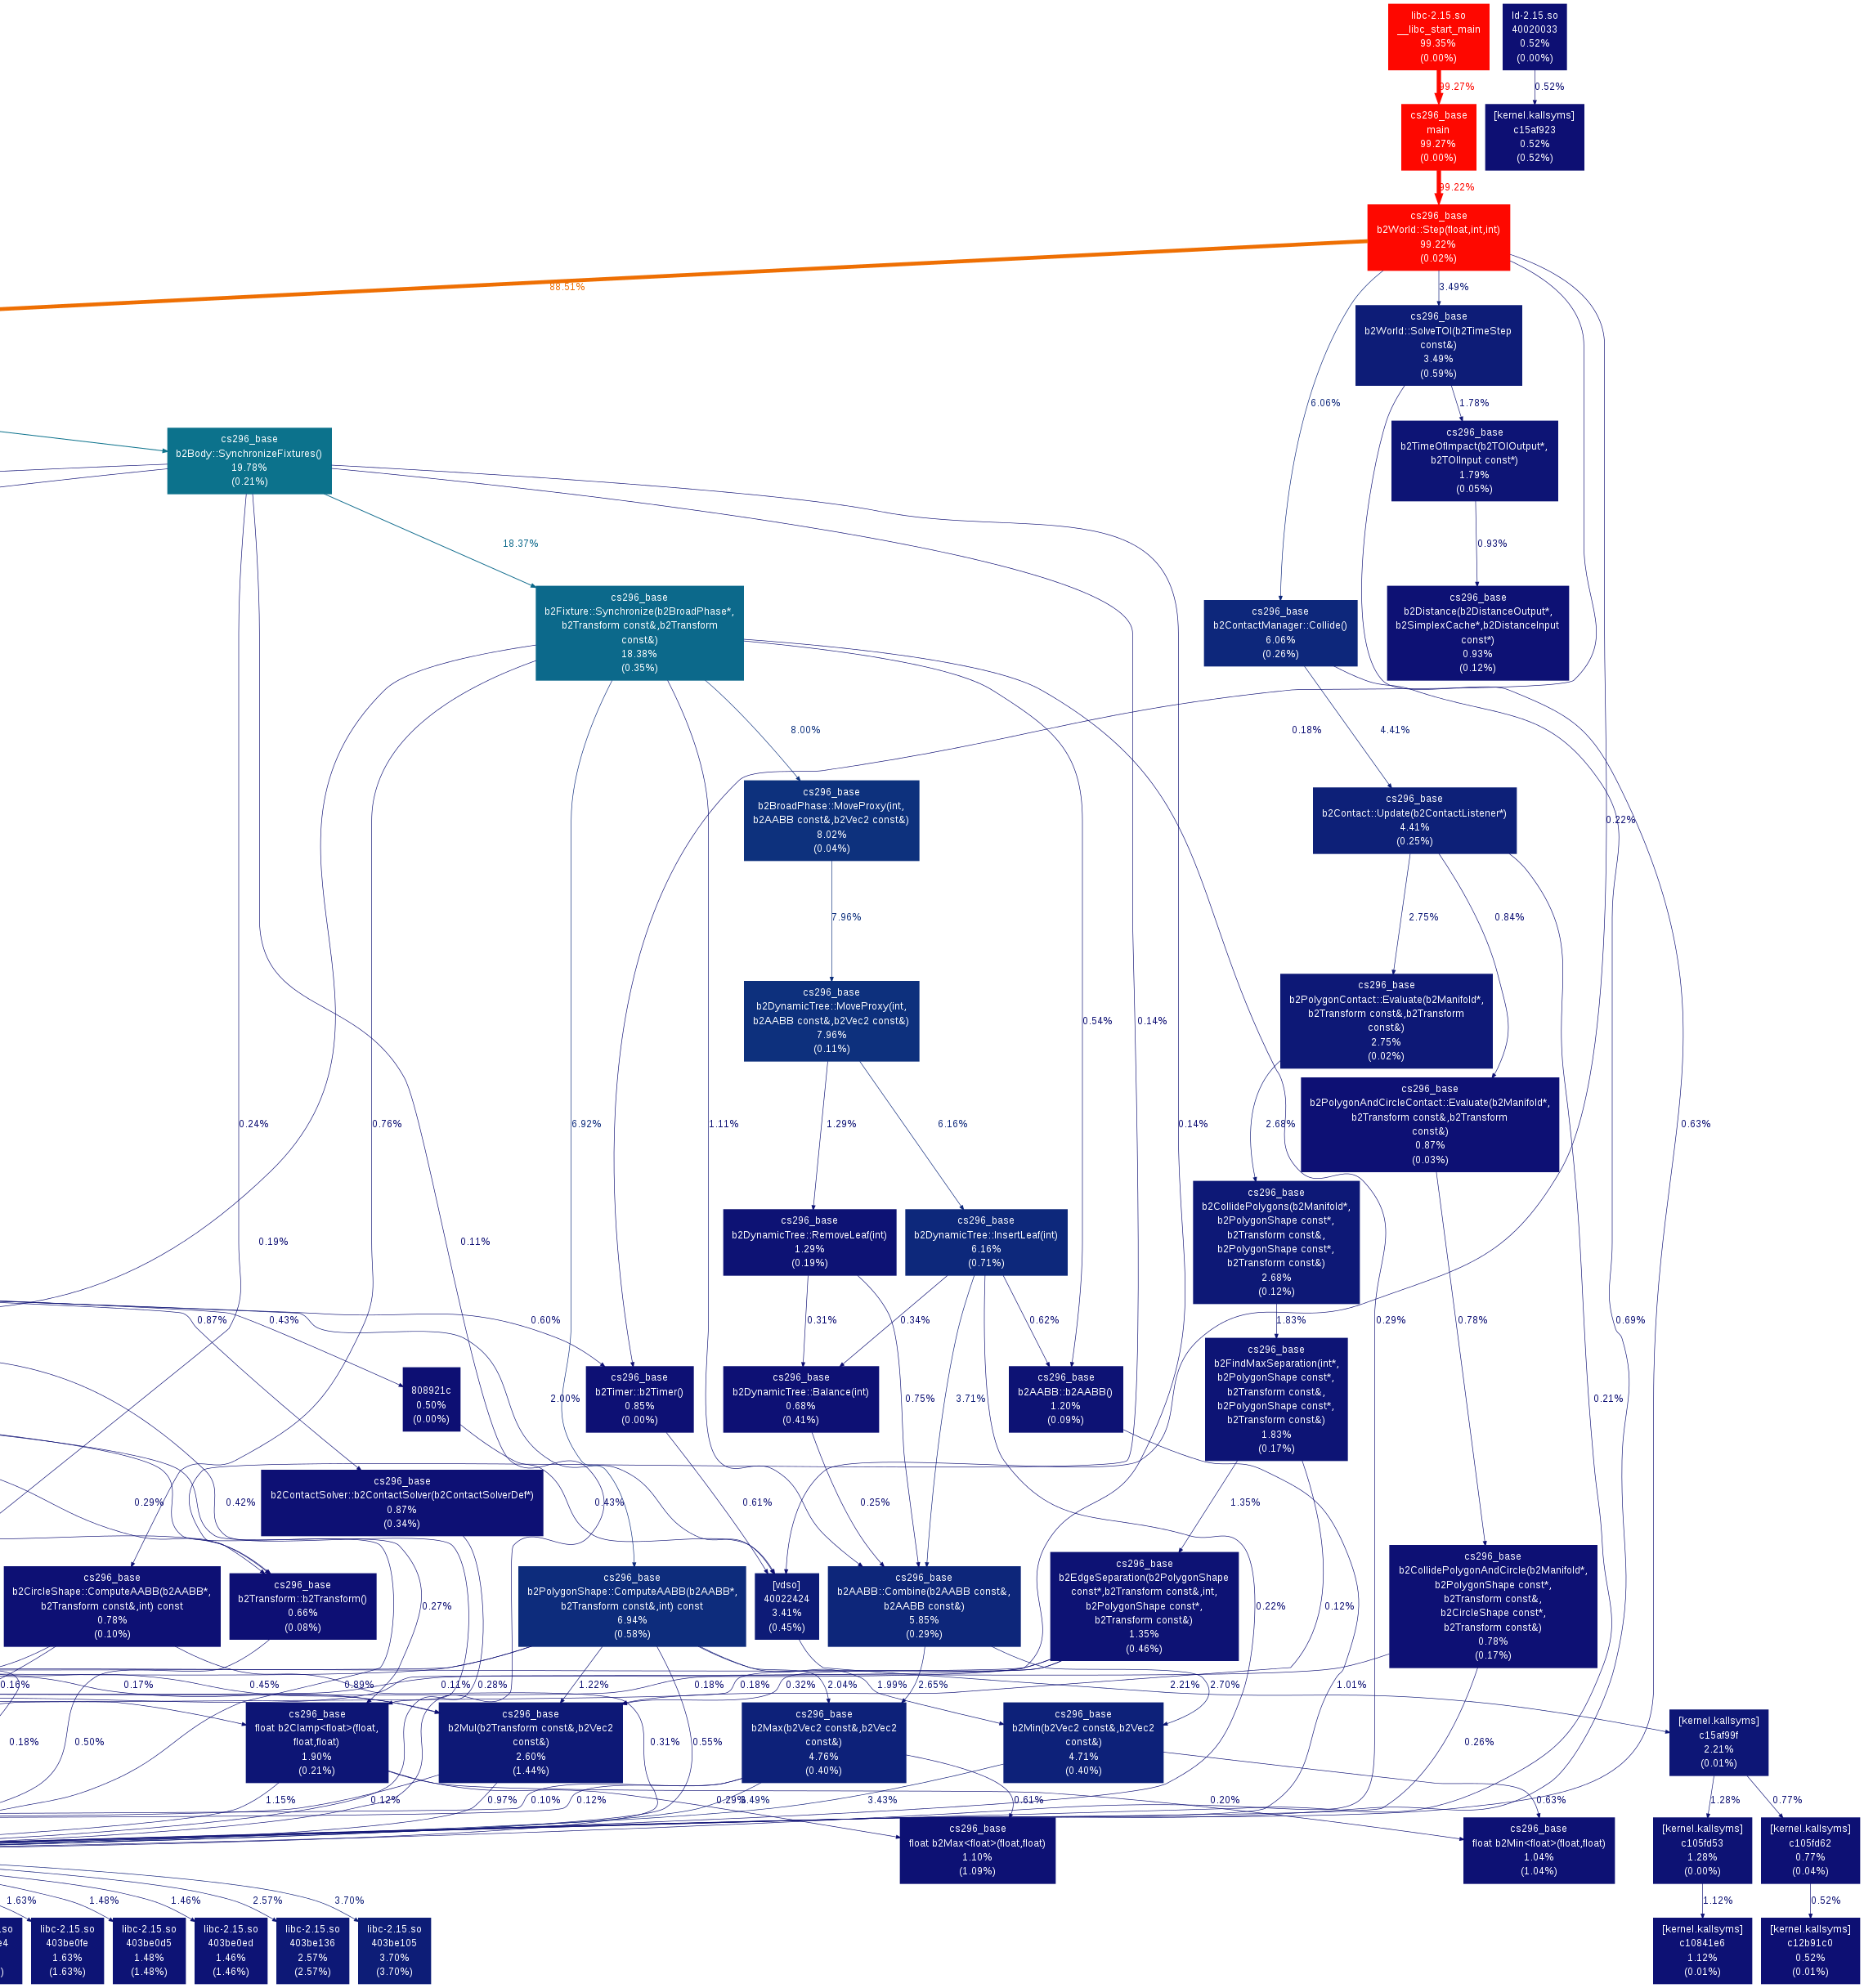 libc-2.15.so
__libc_start_main
99.35%
(0.00%)
ld-2.15.so
40020033
0.52%
(0.00%)
99.27%
0.52%
cs296_base
main
99.27%
(0.00%)
[kernel.kallsyms]
c15af923
0.52%
(0.52%)
99.22%
cs296_base
b2World::Step(float,int,int)
99.22%
(0.02%)
88.51%
3.49%
cs296_base
b2World::SolveTOI(b2TimeStep
const&)
3.49%
(0.59%)
6.06%
1.78%
cs296_base
b2Body::SynchronizeFixtures()
19.78%
(0.21%)
cs296_base
b2TimeOfImpact(b2TOIOutput*,
b2TOIInput const*)
1.79%
(0.05%)
18.37%
0.93%
cs296_base
b2Fixture::Synchronize(b2BroadPhase*,
b2Transform const&,b2Transform
const&)
18.38%
(0.35%)
cs296_base
b2ContactManager::Collide()
6.06%
(0.26%)
cs296_base
b2Distance(b2DistanceOutput*,
b2SimplexCache*,b2DistanceInput
const*)
0.93%
(0.12%)
8.00%
0.18%
4.41%
cs296_base
b2BroadPhase::MoveProxy(int,
b2AABB const&,b2Vec2 const&)
8.02%
(0.04%)
cs296_base
b2Contact::Update(b2ContactListener*)
4.41%
(0.25%)
0.22%
7.96%
2.75%
0.84%
cs296_base
b2DynamicTree::MoveProxy(int,
b2AABB const&,b2Vec2 const&)
7.96%
(0.11%)
0.54%
0.14%
cs296_base
b2PolygonContact::Evaluate(b2Manifold*,
b2Transform const&,b2Transform
const&)
2.75%
(0.02%)
cs296_base
b2PolygonAndCircleContact::Evaluate(b2Manifold*,
b2Transform const&,b2Transform
const&)
0.87%
(0.03%)
0.24%
0.76%
6.92%
1.11%
1.29%
6.16%
0.14%
2.68%
0.63%
cs296_base
b2CollidePolygons(b2Manifold*,
b2PolygonShape const*,
b2Transform const&,
b2PolygonShape const*,
b2Transform const&)
2.68%
(0.12%)
0.19%
0.11%
cs296_base
b2DynamicTree::RemoveLeaf(int)
1.29%
(0.19%)
cs296_base
b2DynamicTree::InsertLeaf(int)
6.16%
(0.71%)
0.87%
0.43%
0.60%
0.31%
0.34%
0.62%
1.83%
0.29%
0.78%
0.69%
808921c
0.50%
(0.00%)
2.00%
cs296_base
b2Timer::b2Timer()
0.85%
(0.00%)
cs296_base
b2DynamicTree::Balance(int)
0.68%
(0.41%)
0.75%
3.71%
cs296_base
b2AABB::b2AABB()
1.20%
(0.09%)
cs296_base
b2FindMaxSeparation(int*,
b2PolygonShape const*,
b2Transform const&,
b2PolygonShape const*,
b2Transform const&)
1.83%
(0.17%)
0.21%
0.29%
0.42%
cs296_base
b2ContactSolver::b2ContactSolver(b2ContactSolverDef*)
0.87%
(0.34%)
0.43%
0.61%
0.25%
1.35%
cs296_base
b2CircleShape::ComputeAABB(b2AABB*,
b2Transform const&,int) const
0.78%
(0.10%)
cs296_base
b2Transform::b2Transform()
0.66%
(0.08%)
0.27%
cs296_base
b2PolygonShape::ComputeAABB(b2AABB*,
b2Transform const&,int) const
6.94%
(0.58%)
[vdso]
40022424
3.41%
(0.45%)
cs296_base
b2AABB::Combine(b2AABB const&,
b2AABB const&)
5.85%
(0.29%)
cs296_base
b2EdgeSeparation(b2PolygonShape
const*,b2Transform const&,int,
b2PolygonShape const*,
b2Transform const&)
1.35%
(0.46%)
0.22%
0.12%
cs296_base
b2CollidePolygonAndCircle(b2Manifold*,
b2PolygonShape const*,
b2Transform const&,
b2CircleShape const*,
b2Transform const&)
0.78%
(0.17%)
0.16%
0.17%
0.45%
0.89%
0.11%
0.28%
1.22%
0.18%
0.18%
0.32%
2.04%
1.99%
2.65%
2.21%
2.70%
1.01%
0.18%
0.50%
cs296_base
float b2Clamp<float>(float,
float,float)
1.90%
(0.21%)
cs296_base
b2Mul(b2Transform const&,b2Vec2
const&)
2.60%
(1.44%)
0.31%
0.55%
cs296_base
b2Max(b2Vec2 const&,b2Vec2
const&)
4.76%
(0.40%)
cs296_base
b2Min(b2Vec2 const&,b2Vec2
const&)
4.71%
(0.40%)
0.26%
[kernel.kallsyms]
c15af99f
2.21%
(0.01%)
1.15%
0.12%
0.97%
0.10%
0.12%
0.29%
3.43%
0.61%
0.20%
0.63%
1.28%
0.77%
cs296_base
float b2Max<float>(float,float)
1.10%
(1.09%)
cs296_base
float b2Min<float>(float,float)
1.04%
(1.04%)
[kernel.kallsyms]
c105fd53
1.28%
(0.00%)
[kernel.kallsyms]
c105fd62
0.77%
(0.04%)
1.63%
1.48%
1.46%
2.57%
3.70%
1.12%
0.52%
libc-2.15.so
403be0fe
1.63%
(1.63%)
libc-2.15.so
403be0d5
1.48%
(1.48%)
libc-2.15.so
403be0ed
1.46%
(1.46%)
libc-2.15.so
403be136
2.57%
(2.57%)
libc-2.15.so
403be105
3.70%
(3.70%)
[kernel.kallsyms]
c10841e6
1.12%
(0.01%)
[kernel.kallsyms]
c12b91c0
0.52%
(0.01%)